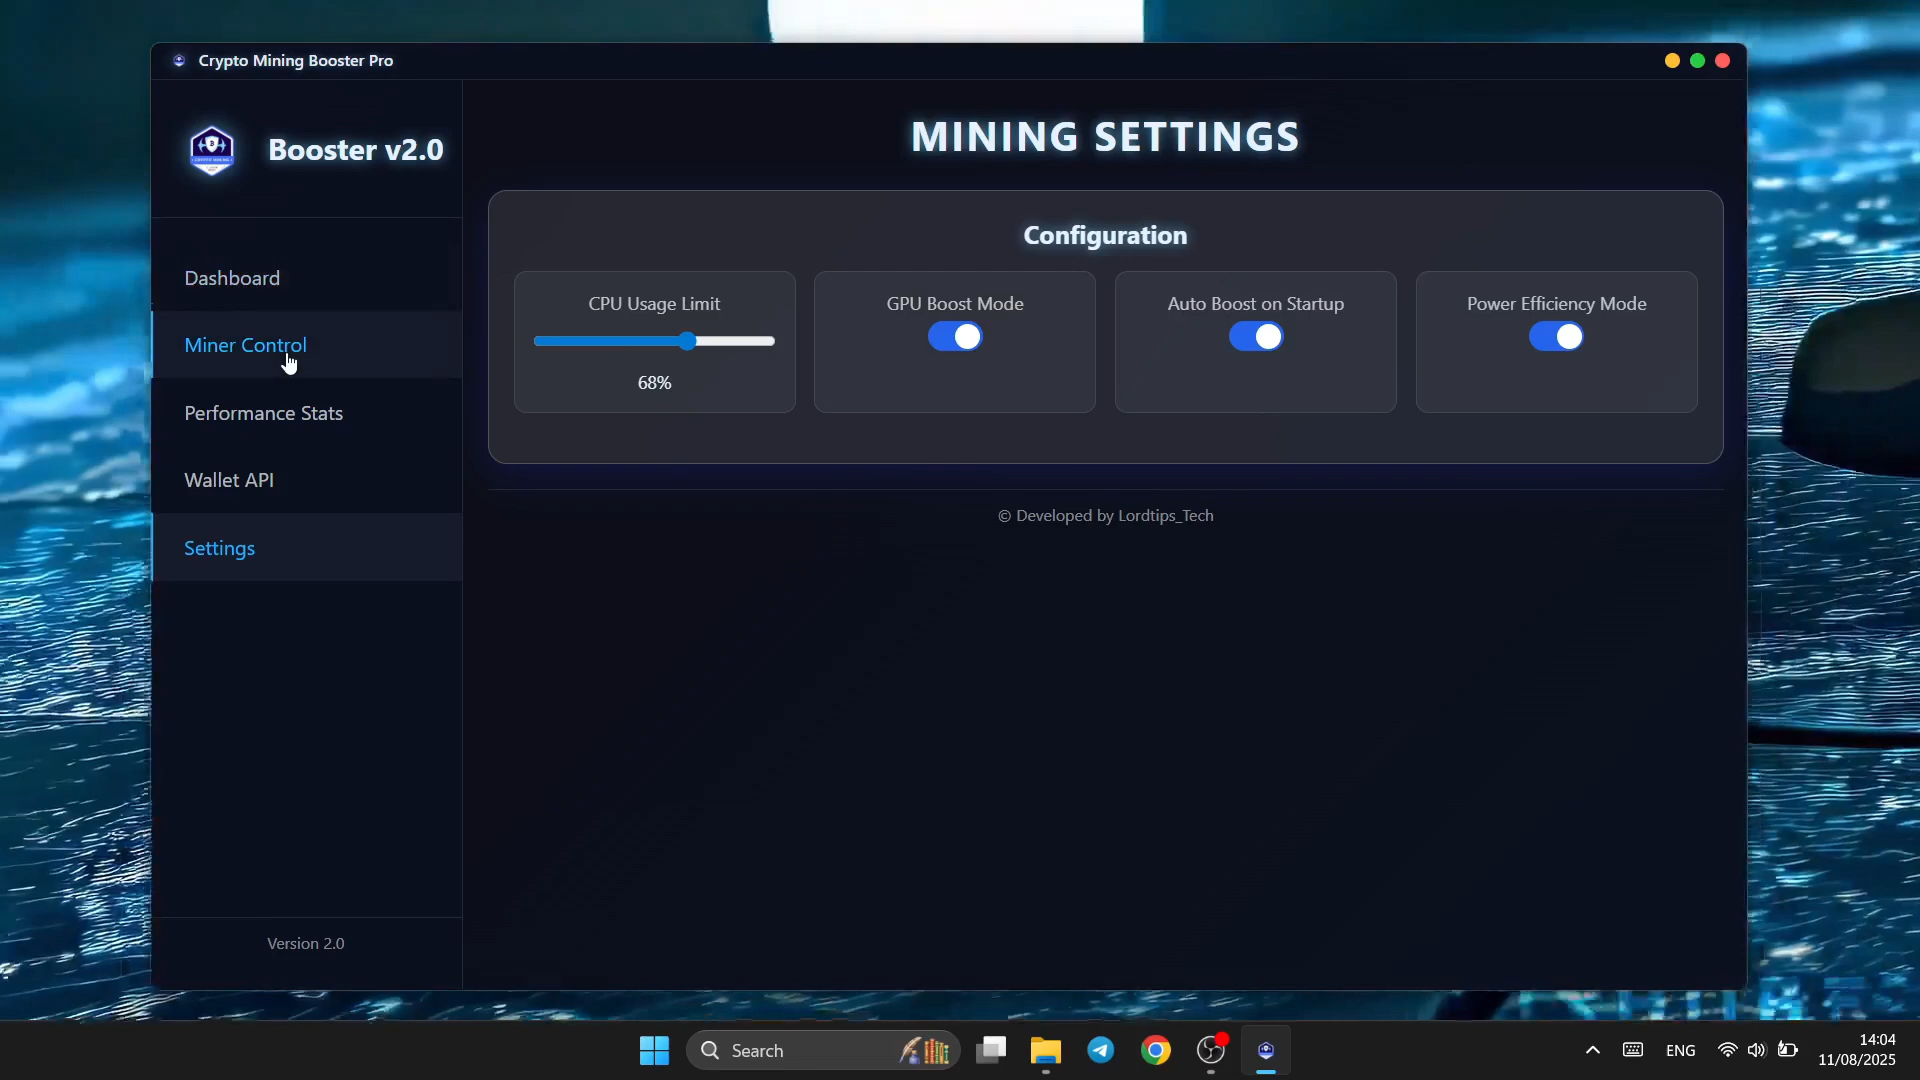 Crypto Mining Booster Pro
Booster v2.0
Dashboard
Miner Control
Performance Stats
Wallet API
Settings
Version 2.0
MINING SETTINGS
Configuration
CPU Usage Limit
68%
GPU Boost Mode
Auto Boost on Startup
Power Efficiency Mode
© Developed by Lordtips_Tech
Search
ENG
14:04
11/08/2025